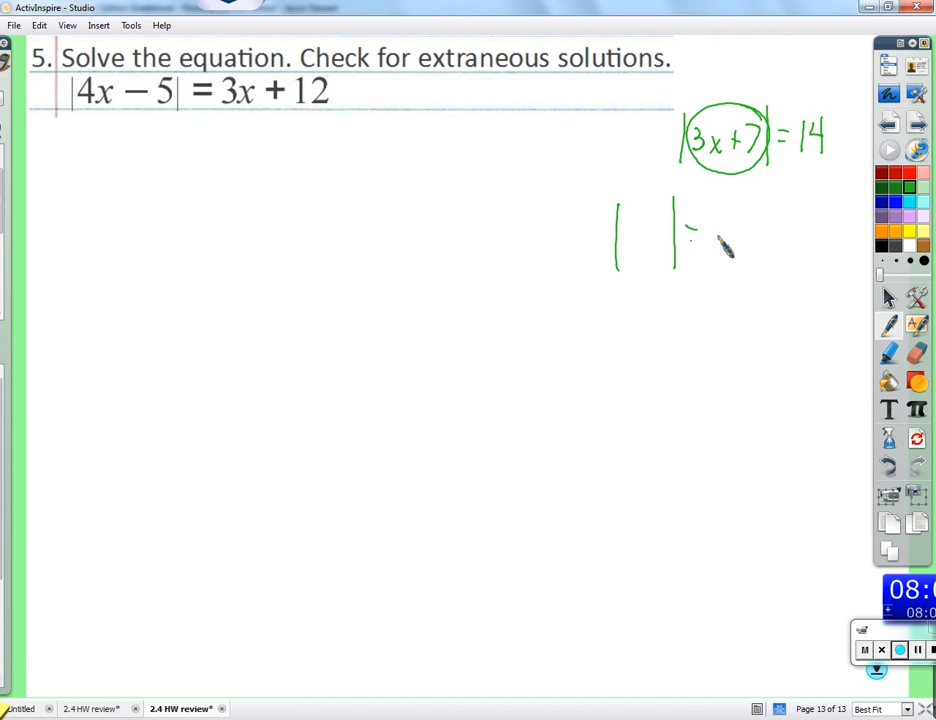 ActivInspire - Studio
File Edit View Insert Tools Help
5. Solve the equation. Check for extraneous solutions.
|4x − 5| = 3x + 12
|3x+7| = 14
| | =
T π
08:0
08:0
M
Untitled 2.4 HW review* 2.4 HW review* Page 13 of 13 Best Fit